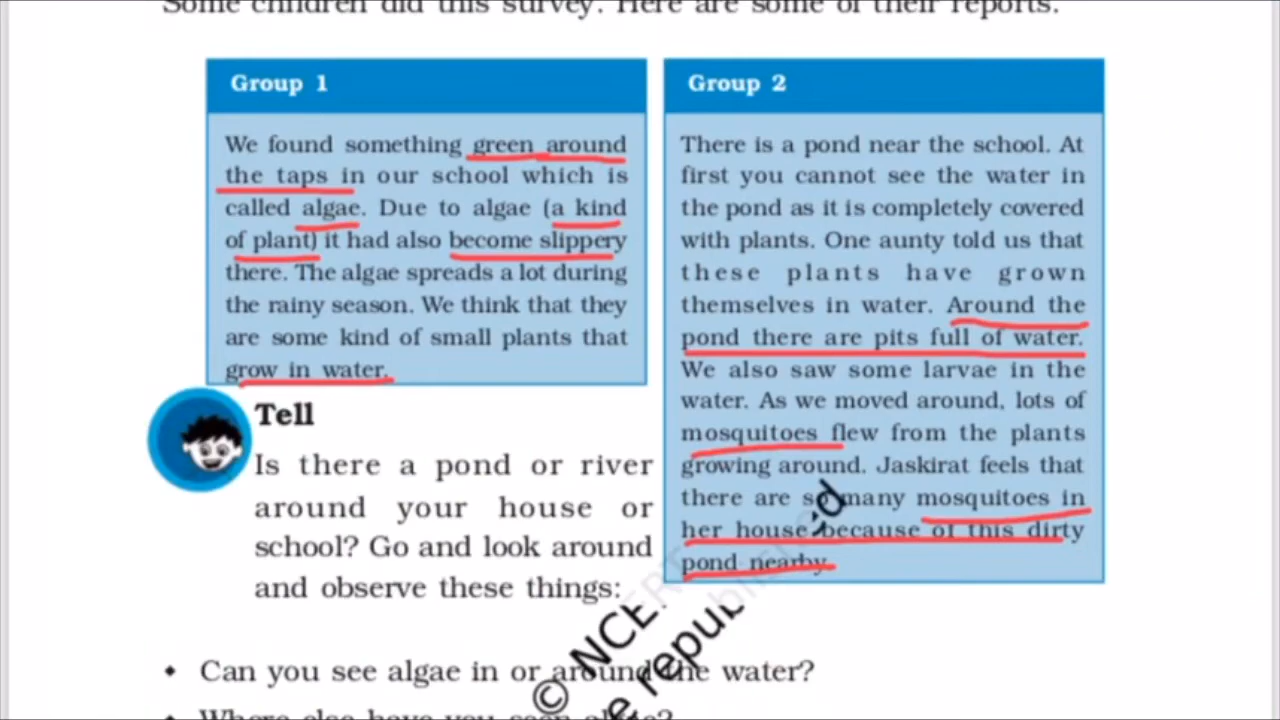 Some children did this survey. Here are some of their reports.
Group 1
We found something green around
the taps in our school which is
called algae. Due to algae (a kind
of plant) it had also become slippery
there. The algae spreads a lot during
the rainy season. We think that they
are some kind of small plants that
grow in water.
Group 2
There is a pond near the school. At
first you cannot see the water in
the pond as it is completely covered
with plants. One aunty told us that
these plants have grown
themselves in water. Around the
pond there are pits full of water.
We also saw some larvae in the
water. As we moved around, lots of
mosquitoes flew from the plants
growing around. Jaskirat feels that
there are so many mosquitoes in
her house because of this dirty
pond nearby.
Tell
Is there a pond or river
around your house or
school? Go and look around
and observe these things:
• Can you see algae in or around the water?
• Where else have you seen algae?
© NCERT
republished